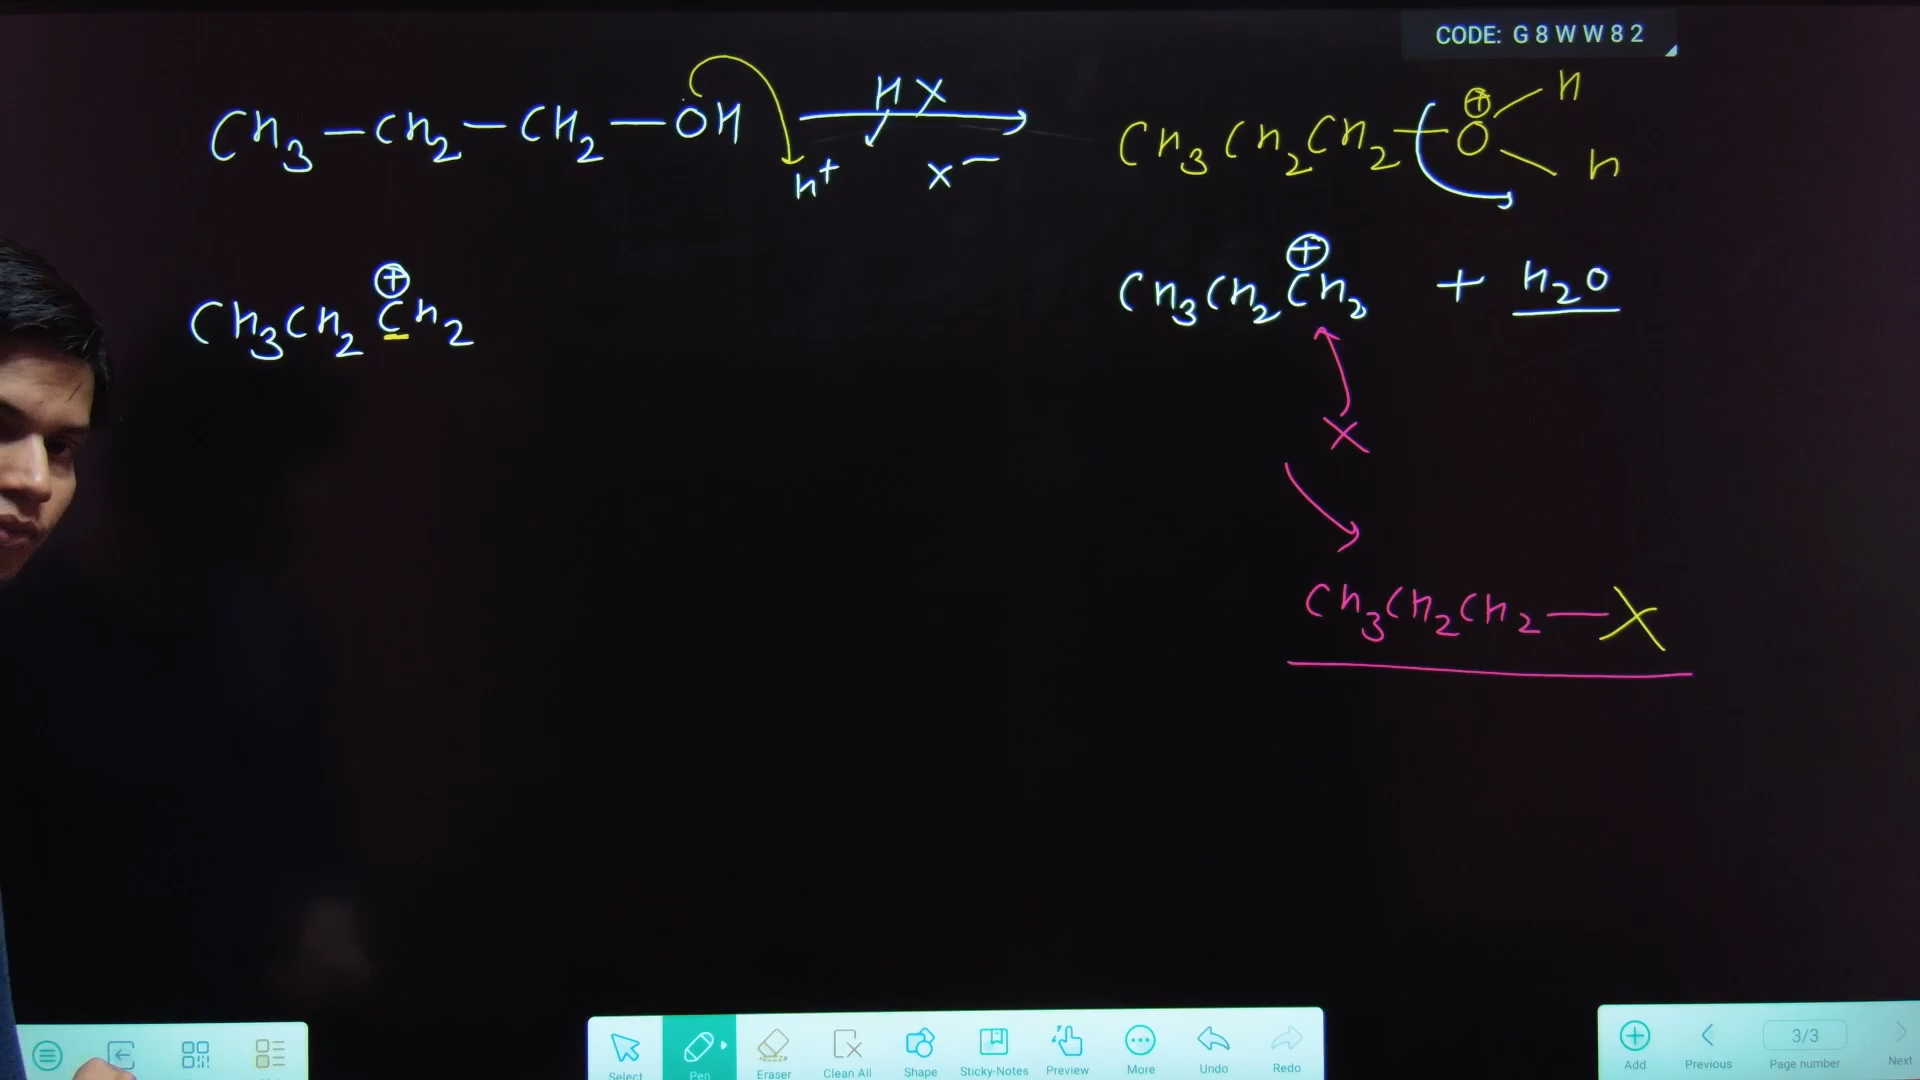 CODE: G 8 W W 8 2
CH3–CH2–CH2–OH
HX
H+ X–
CH3CH2CH2–O⊕
H
H
CH3CH2C⊕H2
CH3CH2C⊕H2 + H2O
X
CH3CH2CH2–X
Select
Pen
Eraser
Clean All
Shape
Sticky-Notes
Preview
More
Undo
Redo
Add
Previous
3/3
Page number
Next